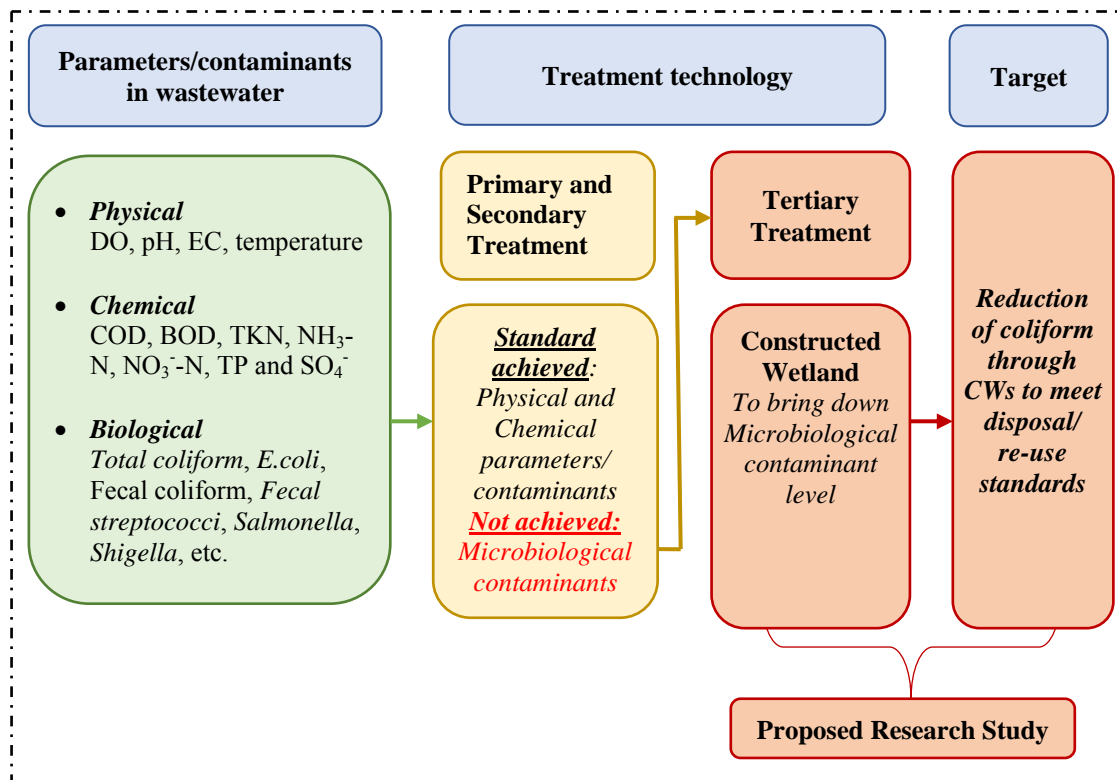 Parameters/contaminants
in wastewater
Treatment technology
Target
• Physical
DO, pH, EC, temperature
• Chemical
COD, BOD, TKN, NH₃-
N, NO₃⁻-N, TP and SO₄⁻
• Biological
Total coliform, E.coli,
Fecal coliform, Fecal
streptococci, Salmonella,
Shigella, etc.
Primary and
Secondary
Treatment
Standard
achieved:
Physical and
Chemical
parameters/
contaminants
Not achieved:
Microbiological
contaminants
Tertiary
Treatment
Constructed
Wetland
To bring down
Microbiological
contaminant
level
Reduction
of coliform
through
CWs to meet
disposal/
re-use
standards
Proposed Research Study